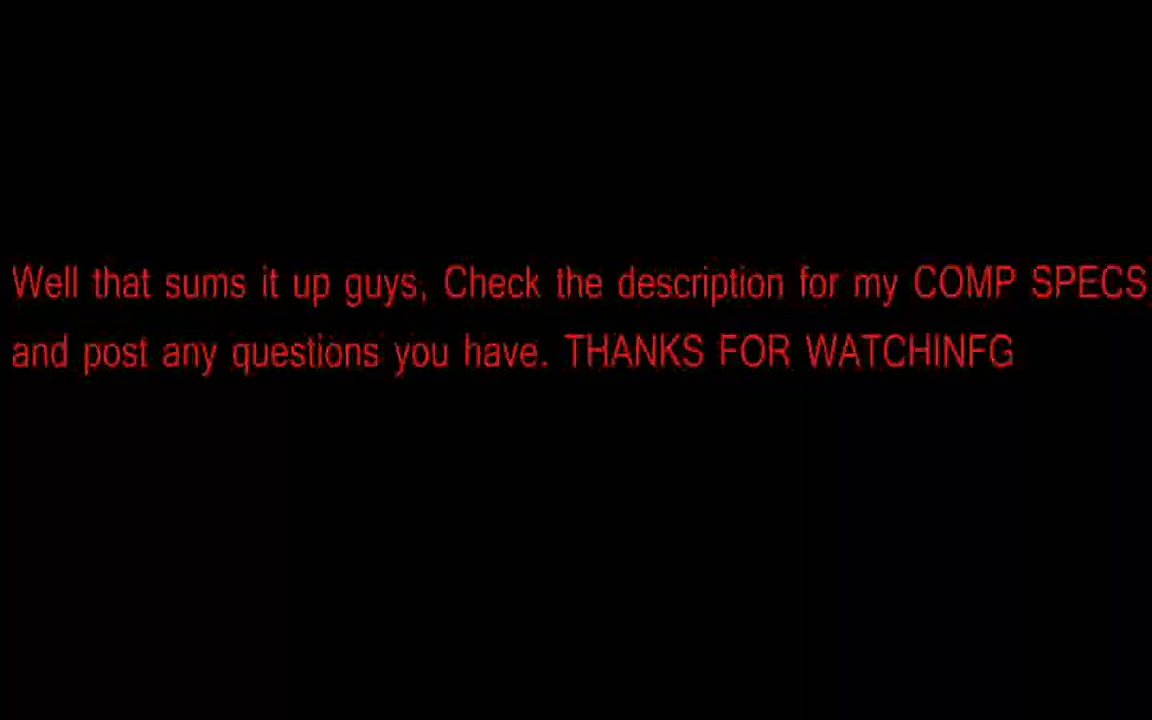 Well that sums it up guys, Check the description for my COMP SPECS
and post any questions you have. THANKS FOR WATCHINFG